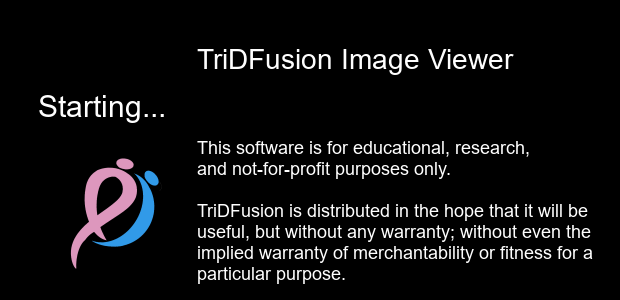 TriDFusion Image Viewer
Starting...
This software is for educational, research,
and not-for-profit purposes only.
TriDFusion is distributed in the hope that it will be
useful, but without any warranty; without even the
implied warranty of merchantability or fitness for a
particular purpose.